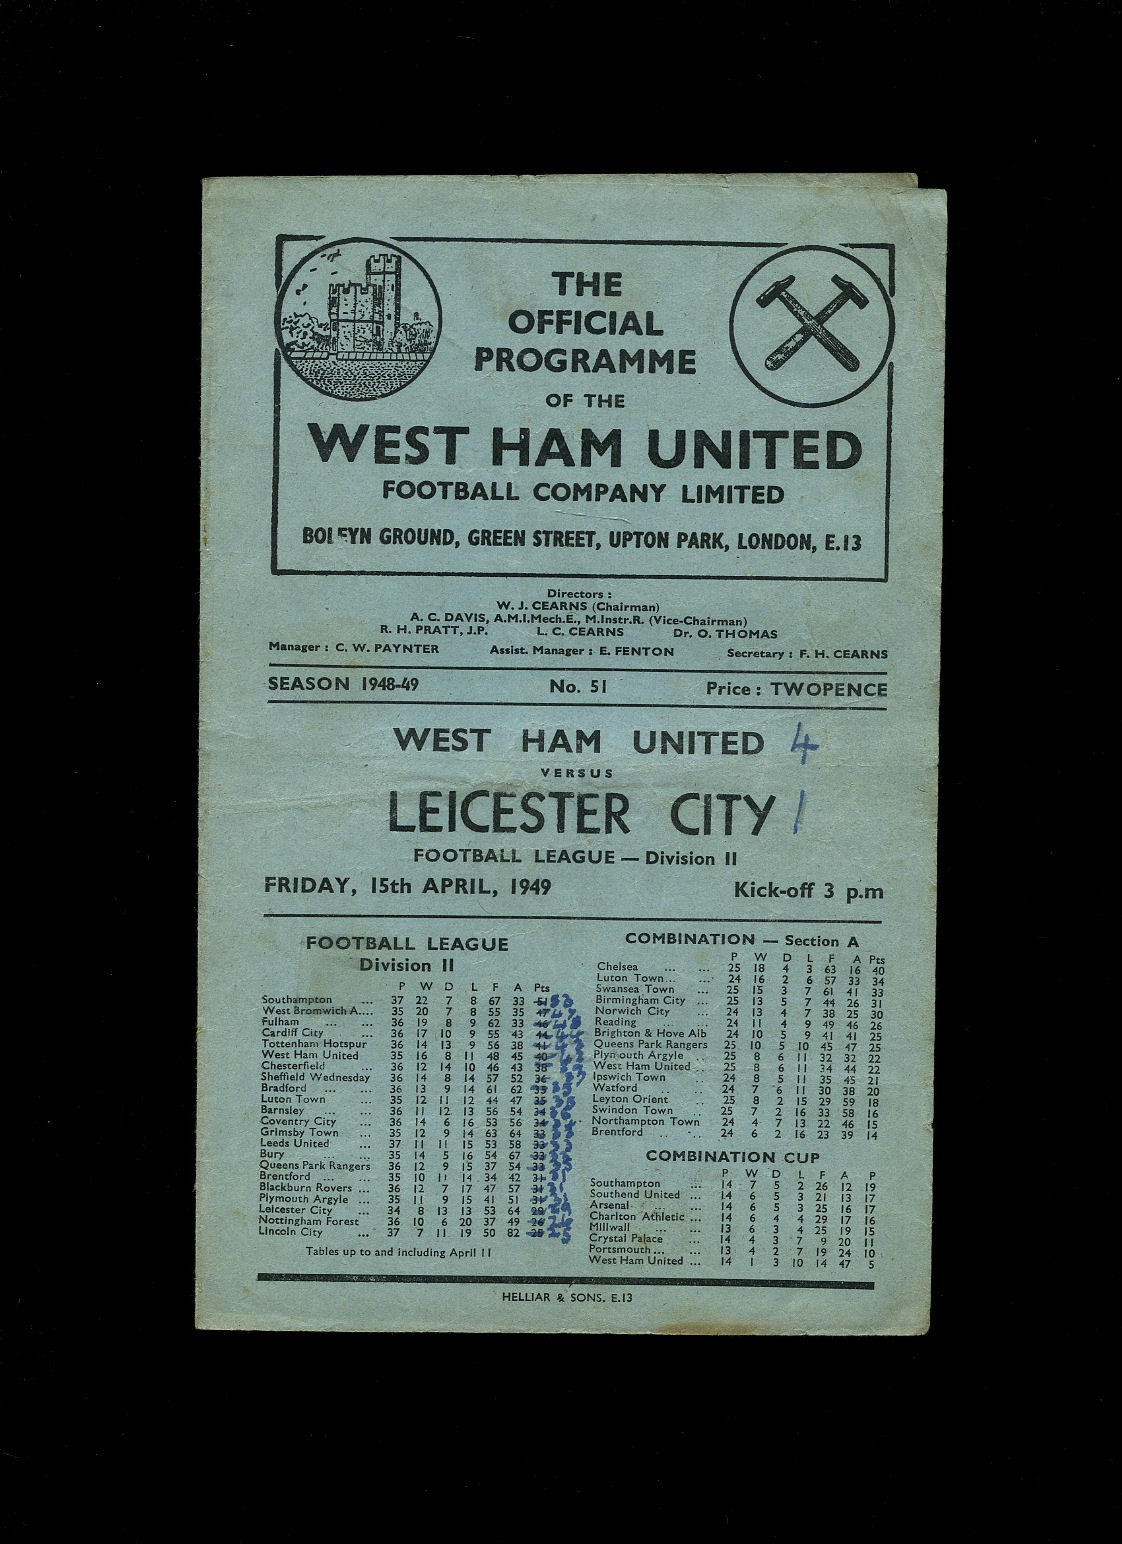 THE
OFFICIAL
PROGRAMME
OF THE
WEST HAM UNITED
FOOTBALL COMPANY LIMITED
BOLEYN GROUND, GREEN STREET, UPTON PARK, LONDON, E.13
Directors :
W. J. CEARNS (Chairman)
A. C. DAVIS, A.M.I.Mech.E., M.Instr.R. (Vice-Chairman)
R. H. PRATT, J.P. L. C. CEARNS Dr. O. THOMAS
Manager : C. W. PAYNTER Assist. Manager : E. FENTON Secretary : F. H. CEARNS
SEASON 1948-49 No. 51 Price : TWOPENCE
WEST HAM UNITED 4
VERSUS
LEICESTER CITY 1
FOOTBALL LEAGUE — Division II
FRIDAY, 15th APRIL, 1949 Kick-off 3 p.m
FOOTBALL LEAGUE
Division II
P W D L F A Pts
Southampton ... 37 22 7 8 67 33 51 53
West Bromwich A.... 35 20 7 8 55 35 47
Fulham ... ... 36 19 8 9 62 33 46
Cardiff City ... 36 17 10 9 55 43 44
Tottenham Hotspur 36 14 13 9 56 38 41
West Ham United 35 16 8 11 48 45 40
Chesterfield ... 36 12 14 10 46 43 38
Sheffield Wednesday 36 14 8 14 57 52 36
Bradford ... ... 36 13 9 14 61 62 35
Luton Town ... 35 12 11 12 44 47 35
Barnsley ... ... 36 11 12 13 56 54 34
Coventry City ... 36 14 6 16 53 56 34
Grimsby Town ... 35 12 9 14 63 64 33
Leeds United ... 37 11 11 15 53 58 33
Bury ... ... 35 14 5 16 54 67 33
Queens Park Rangers 36 12 9 15 37 54 33
Brentford ... ... 35 10 11 14 34 42 31
Blackburn Rovers ... 36 12 7 17 47 57 31
Plymouth Argyle ... 35 11 9 15 41 51 31
Leicester City ... 34 8 13 13 53 64 29
Nottingham Forest 36 10 6 20 37 49 26
Lincoln City ... 37 7 11 19 50 82 25
Tables up to and including April 11
COMBINATION — Section A
P W D L F A Pts
Chelsea ... ... 25 18 4 3 63 16 40
Luton Town ... ... 24 16 2 6 57 33 34
Swansea Town ... 25 15 3 7 61 41 33
Birmingham City ... 25 13 5 7 44 26 31
Norwich City ... 24 13 4 7 38 25 30
Reading ... ... 24 11 4 9 49 46 26
Brighton & Hove Alb 24 10 5 9 41 41 25
Queens Park Rangers 25 10 5 10 45 47 25
Plymouth Argyle .. 25 8 6 11 32 32 22
West Ham United .. 25 8 6 11 34 44 22
Ipswich Town .. 24 8 5 11 35 45 21
Watford .. 24 7 6 11 30 38 20
Leyton Orient .. 25 8 2 15 29 59 18
Swindon Town .. 25 7 2 16 33 58 16
Northampton Town 24 4 7 13 22 46 15
Brentford .. .. 24 6 2 16 23 39 14
COMBINATION CUP
P W D L F A P
Southampton ... 14 7 5 2 26 12 19
Southend United ... 14 6 5 3 21 13 17
Arsenal ... ... 14 6 5 3 25 16 17
Charlton Athletic ... 14 6 4 4 29 17 16
Millwall ... ... 13 6 3 4 25 19 15
Crystal Palace ... 14 4 3 7 9 20 11
Portsmouth ... ... 13 4 2 7 19 24 10
West Ham United ... 14 1 3 10 14 47 5
HELLIAR & SONS. E.13